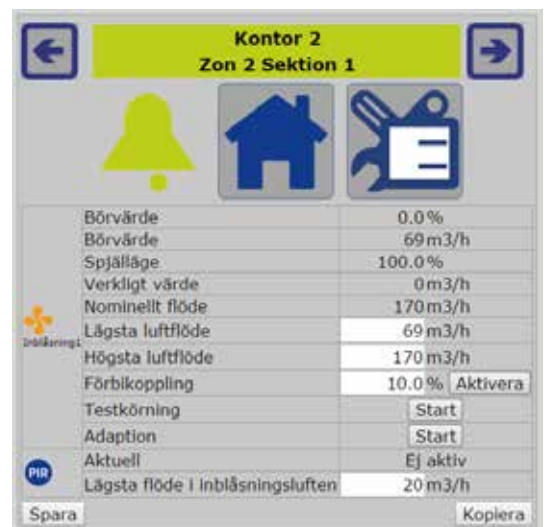 Kontor 2
Zon 2 Sektion 1
Börvärde 0.0 %
Börvärde 69 m3/h
Spjälläge 100.0 %
Verkligt värde 0 m3/h
Nominellt flöde 170 m3/h
Inblåsning1
Lägsta luftflöde 69 m3/h
Högsta luftflöde 170 m3/h
Förbikoppling 10.0 % Aktivera
Testkörning Start
Adaption Start
PIR
Aktuell Ej aktiv
Lägsta flöde i inblåsningsluften 20 m3/h
Spara Kopiera